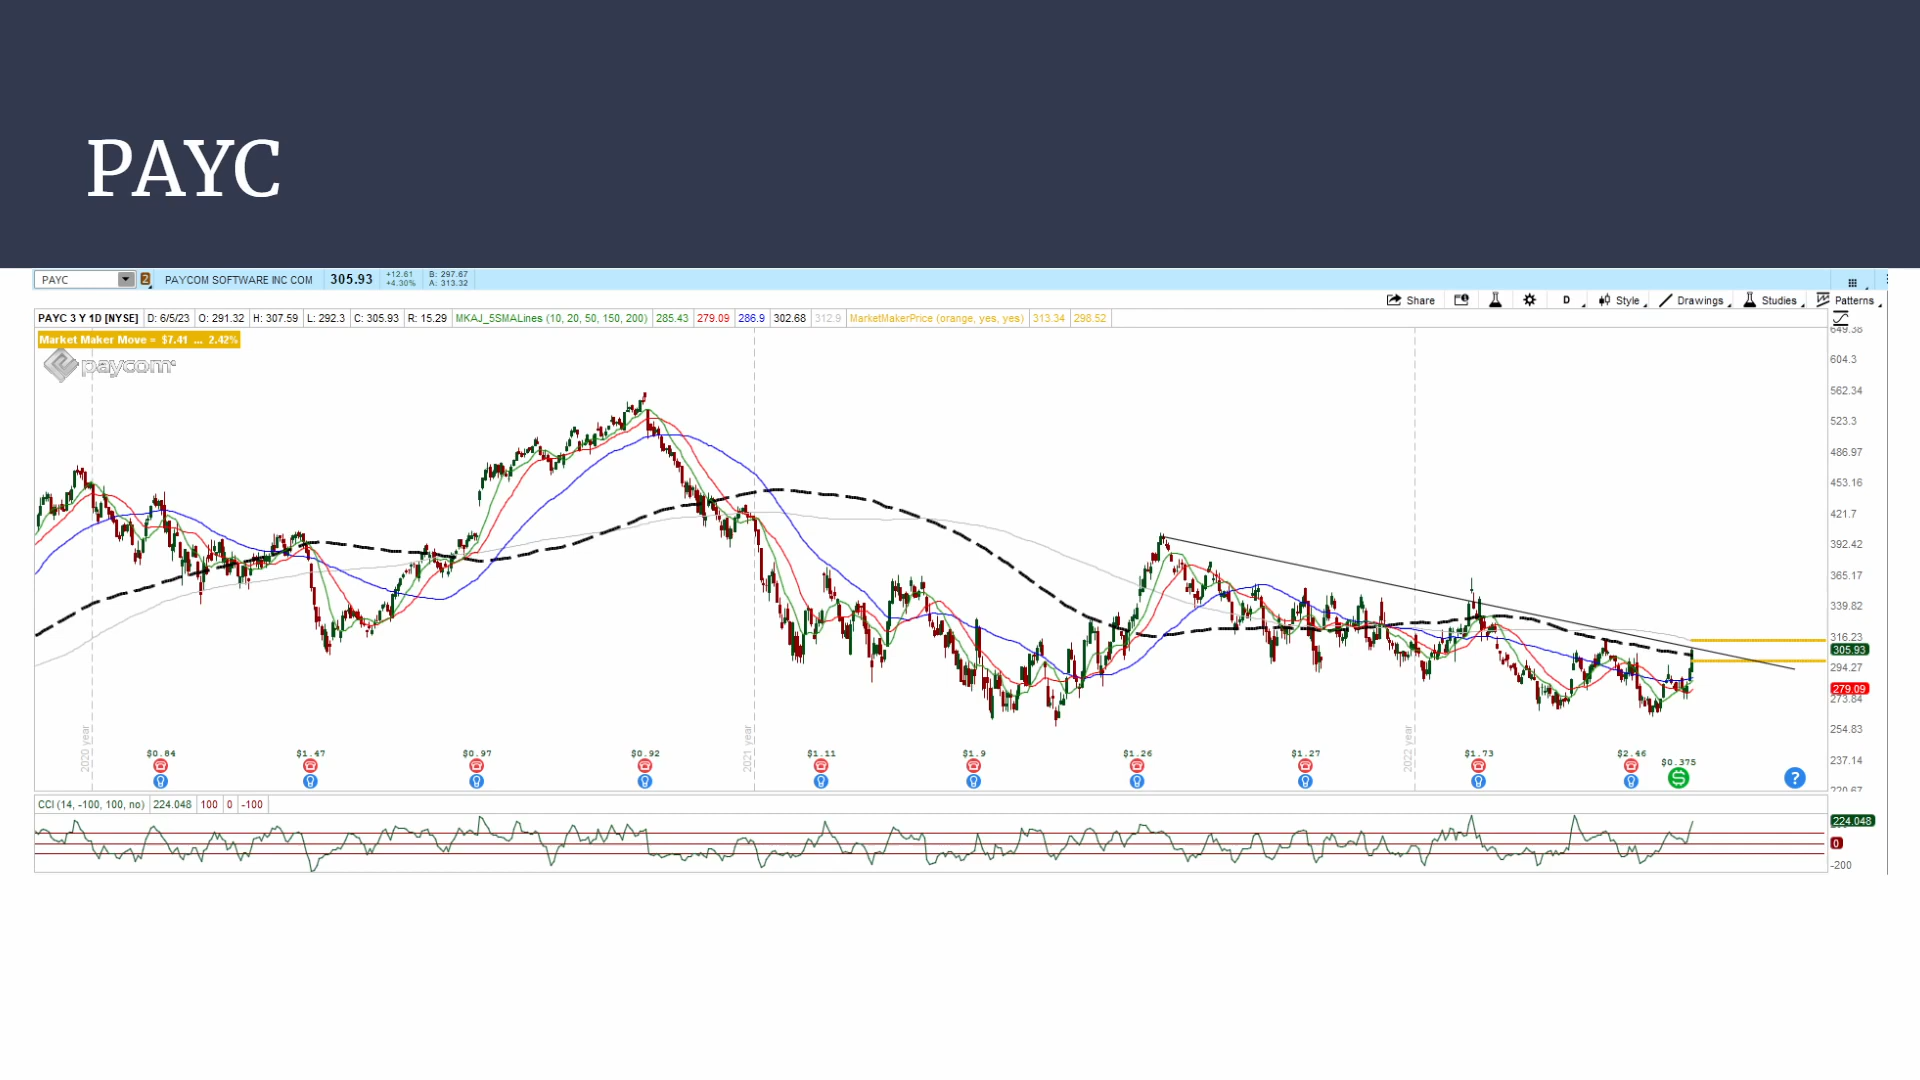 PAYC
PAYC 2 PAYCOM SOFTWARE INC COM 305.93 +12.61 B: 297.67
+4.30% A: 313.32
Share D Style Drawings Studies Patterns
PAYC 3 Y 1D [NYSE] D: 6/5/23 O: 291.32 H: 307.59 L: 292.3 C: 305.93 R: 15.29 MKAJ_5SMALines (10, 20, 50, 150, 200) 285.43 279.09 286.9 302.68 312.9 MarketMakerPrice (orange, yes, yes) 313.34 298.52
649.38
Market Maker Move = $7.41 ... 2.42%
paycom
604.3
562.34
523.3
486.97
453.16
421.7
392.42
365.17
339.82
316.23
305.93
294.27
279.09
273.84
254.83
2020 year
2021 year
2022 year
$0.84 $1.47 $0.97 $0.92 $1.11 $1.9 $1.26 $1.27 $1.73 $2.46 $0.375
237.14
$ ?
220.67
CCI (14, -100, 100, no) 224.048 100 0 -100
224.048
0
-200